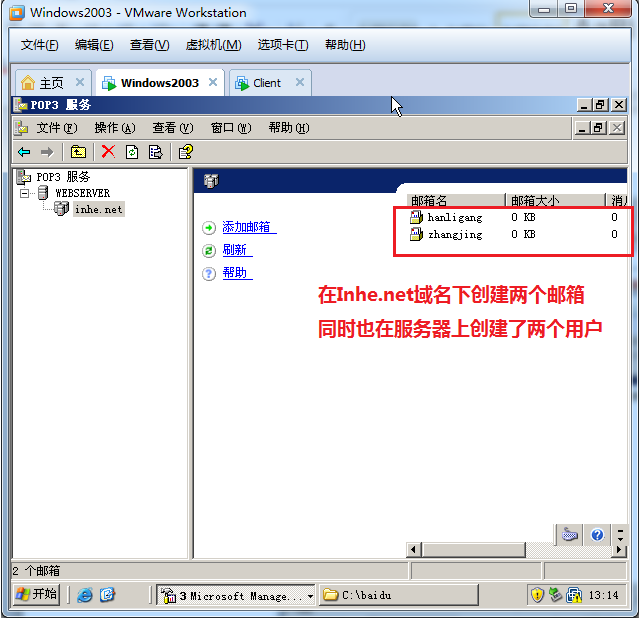 Windows2003 - VMware Workstation
文件(F) 编辑(E) 查看(V) 虚拟机(M) 选项卡(T) 帮助(H)
主页 Windows2003 Client
POP3 服务
文件(F) 操作(A) 查看(V) 窗口(W) 帮助(H)
POP3 服务
WEBSERVER
inhe.net
添加邮箱
刷新
帮助
邮箱名 邮箱大小
hanligang 0 KB 0
zhangjing 0 KB 0
在Inhe.net域名下创建两个邮箱
同时也在服务器上创建了两个用户
2 个邮箱
开始 3 Microsoft Manage... C:\baidu 13:14